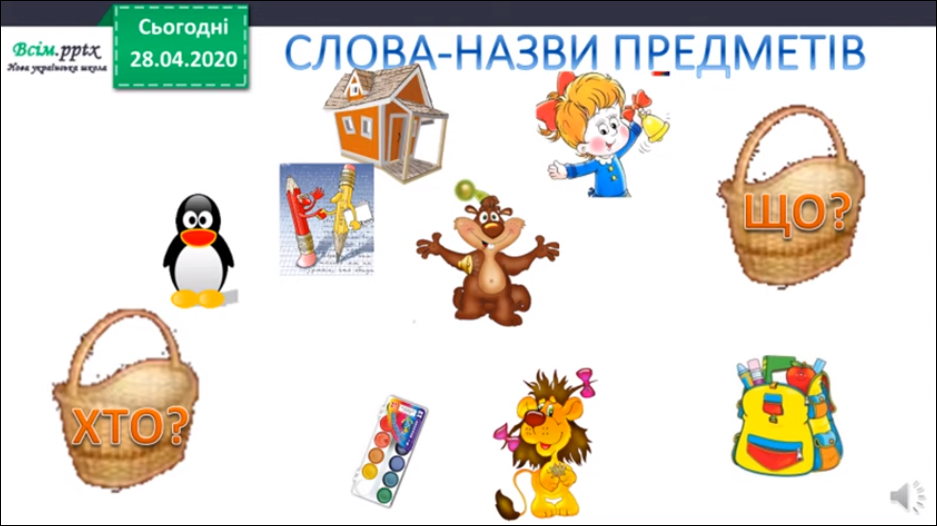 Всім.pptx
Нова українська школа
Сьогодні
28.04.2020
СЛОВА-НАЗВИ ПРЕДМЕТІВ
ЩО?
ХТО?